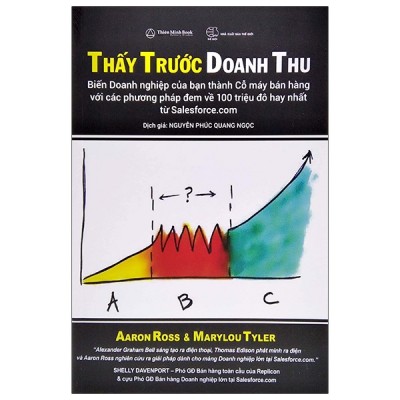 Thiên Minh Book
THẤY TRƯỚC DOANH THU
Biến Doanh nghiệp của bạn thành Cỗ máy bán hàng
với các phương pháp đem về 100 triệu đô hay nhất
từ Salesforce.com
Dịch giả: NGUYỄN PHÚC QUANG NGỌC
?
A B C
AARON ROSS & MARYLOU TYLER
"Alexander Graham Bell sáng tạo ra điện thoại, Thomas Edison phát minh ra điện
và Aaron Ross nghiên cứu ra giải pháp dành cho mảng Doanh nghiệp lớn tại Salesforce.com."
SHELLY DAVENPORT – Phó GĐ Bán hàng toàn cầu của Replicon
& cựu Phó GĐ Bán hàng Doanh nghiệp lớn tại Salesforce.com